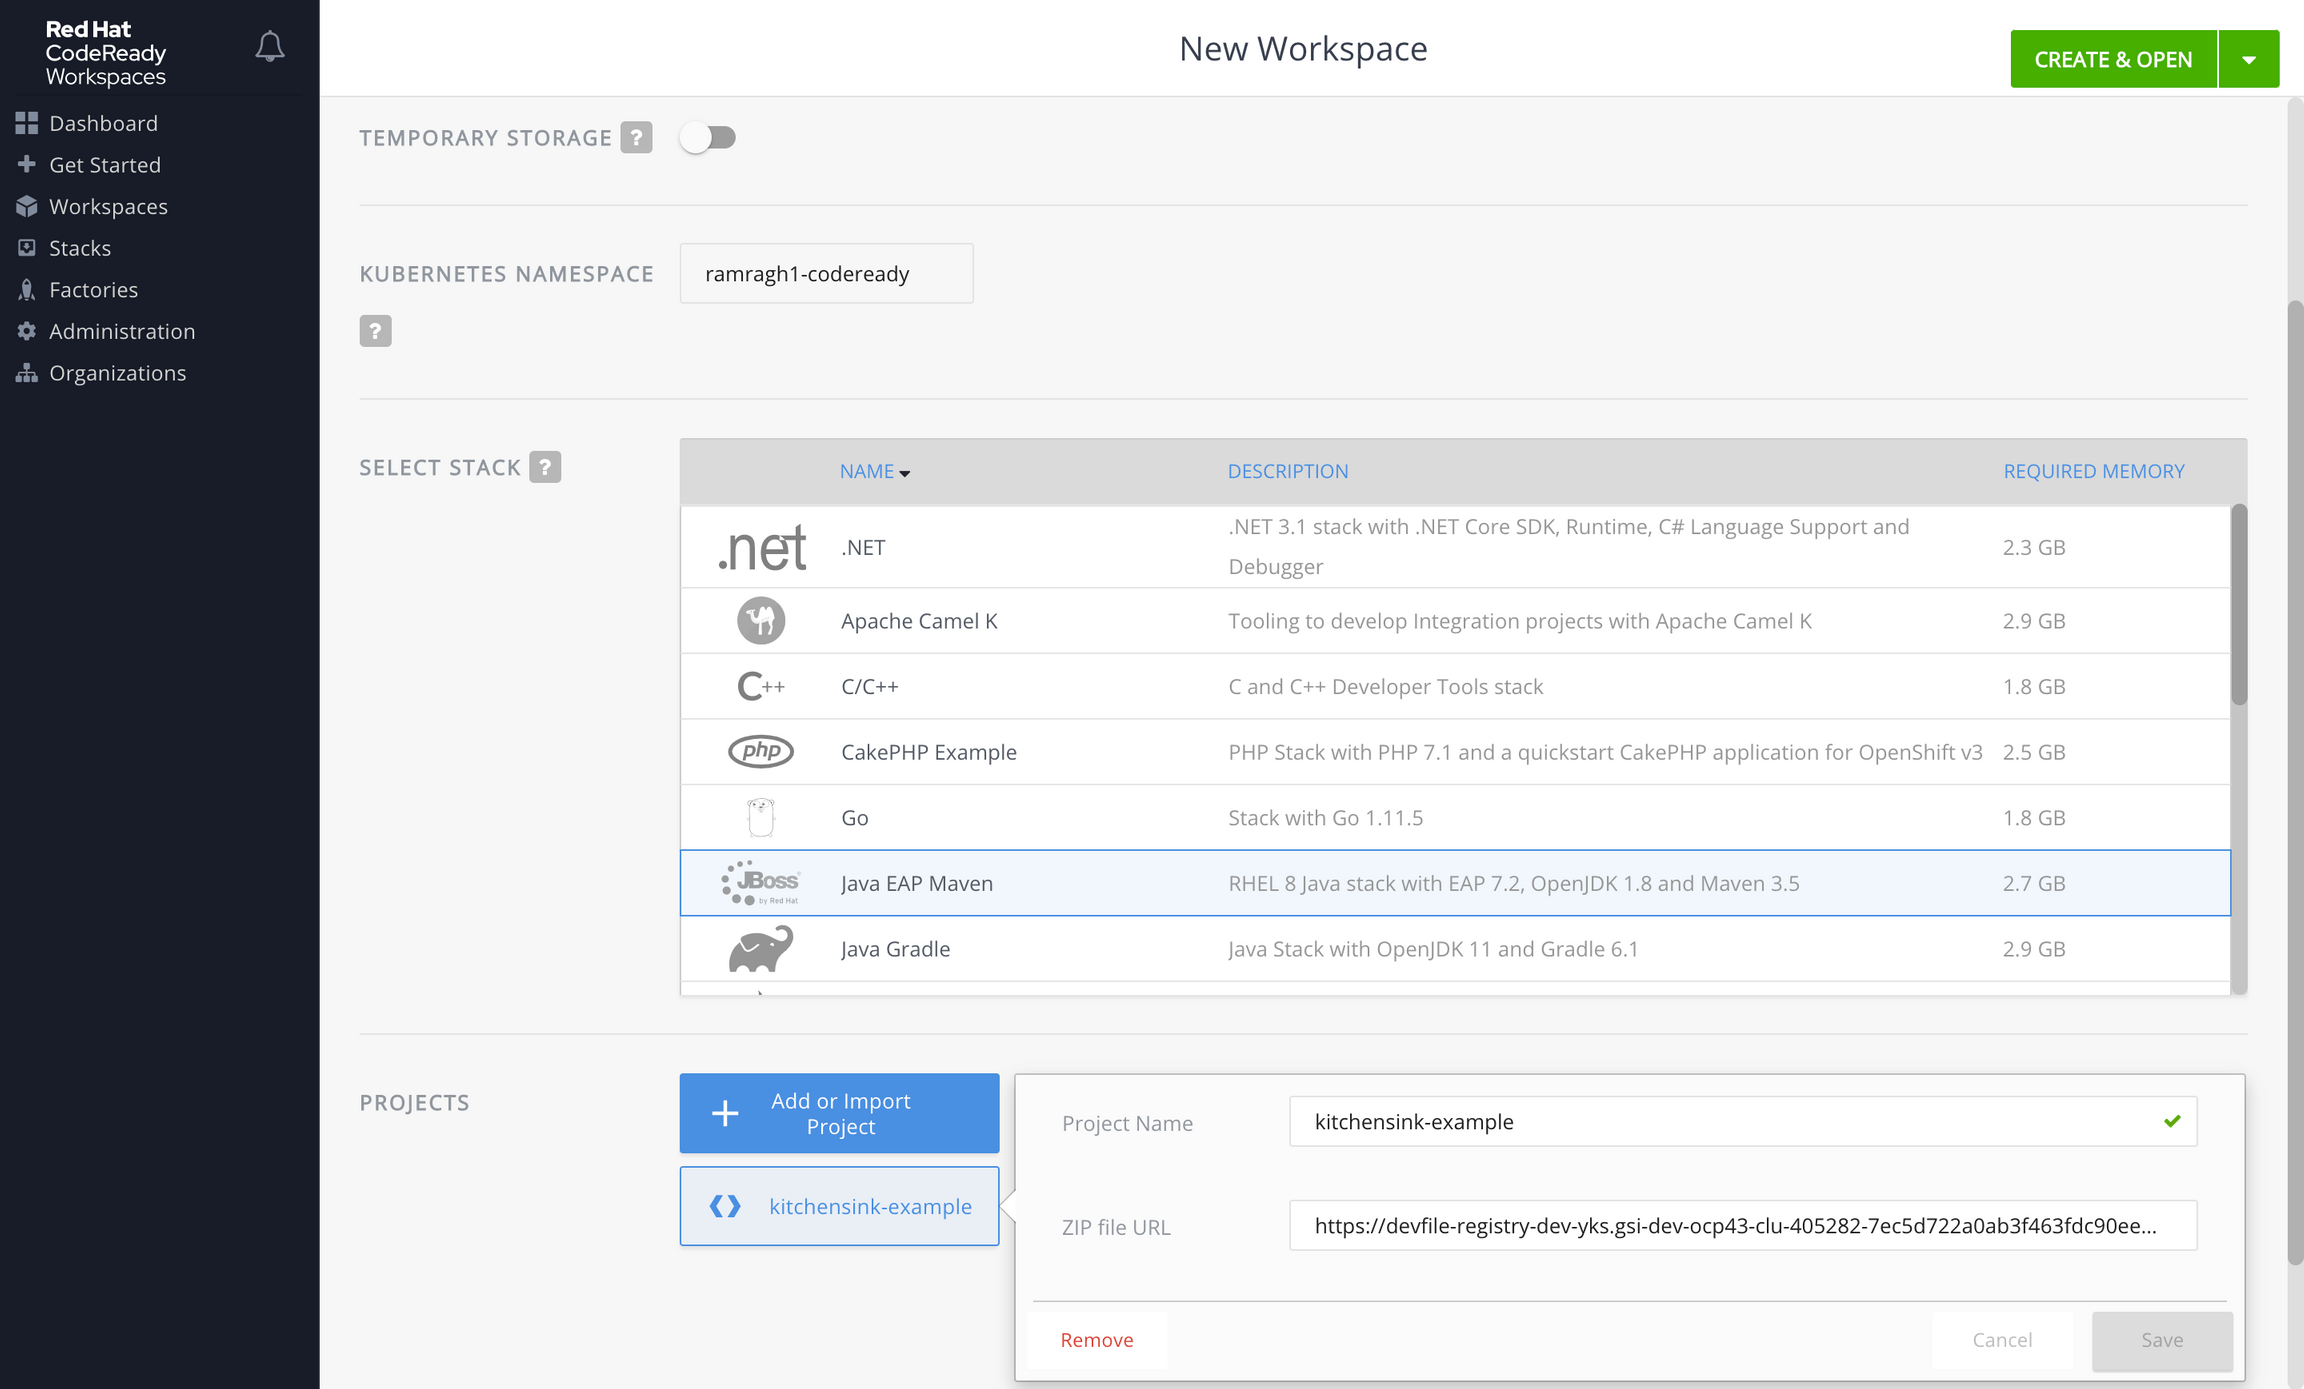 Red Hat
CodeReady
Workspaces
Dashboard
Get Started
Workspaces
Stacks
Factories
Administration
Organizations
New Workspace
CREATE & OPEN
TEMPORARY STORAGE ?
KUBERNETES NAMESPACE
?
ramragh1-codeready
SELECT STACK ?
NAME DESCRIPTION REQUIRED MEMORY
.net .NET .NET 3.1 stack with .NET Core SDK, Runtime, C# Language Support and
Debugger
2.3 GB
Apache Camel K Tooling to develop Integration projects with Apache Camel K 2.9 GB
C++ C/C++ C and C++ Developer Tools stack 1.8 GB
php CakePHP Example PHP Stack with PHP 7.1 and a quickstart CakePHP application for OpenShift v3 2.5 GB
Go Stack with Go 1.11.5 1.8 GB
JBoss by Red Hat Java EAP Maven RHEL 8 Java stack with EAP 7.2, OpenJDK 1.8 and Maven 3.5 2.7 GB
Java Gradle Java Stack with OpenJDK 11 and Gradle 6.1 2.9 GB
PROJECTS
Add or Import
Project
kitchensink-example
Project Name kitchensink-example
ZIP file URL https://devfile-registry-dev-yks.gsi-dev-ocp43-clu-405282-7ec5d722a0ab3f463fdc90ee...
Remove Cancel Save